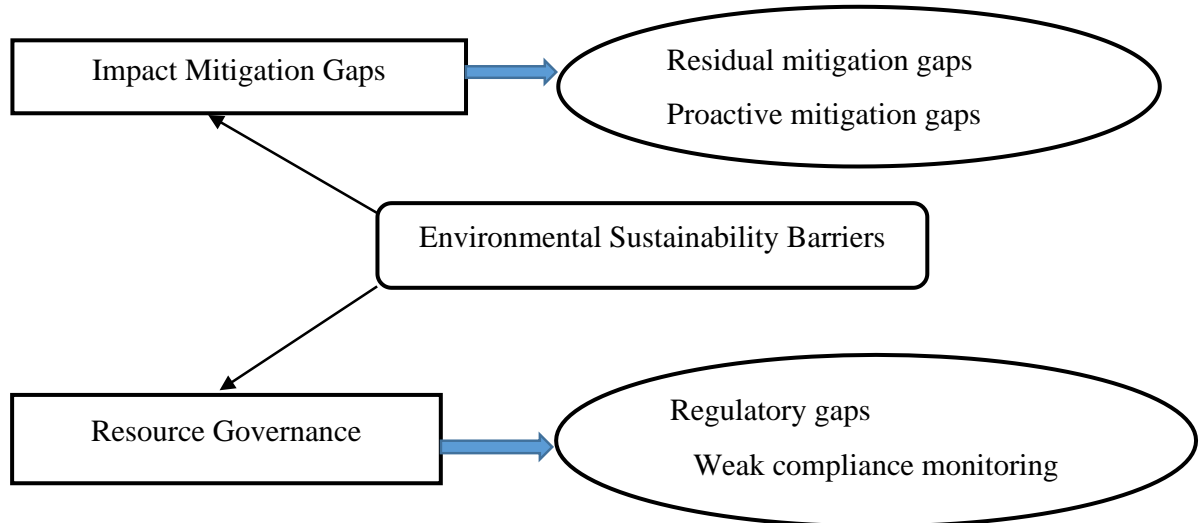 Impact Mitigation Gaps
Residual mitigation gaps
Proactive mitigation gaps
Environmental Sustainability Barriers
Resource Governance
Regulatory gaps
Weak compliance monitoring